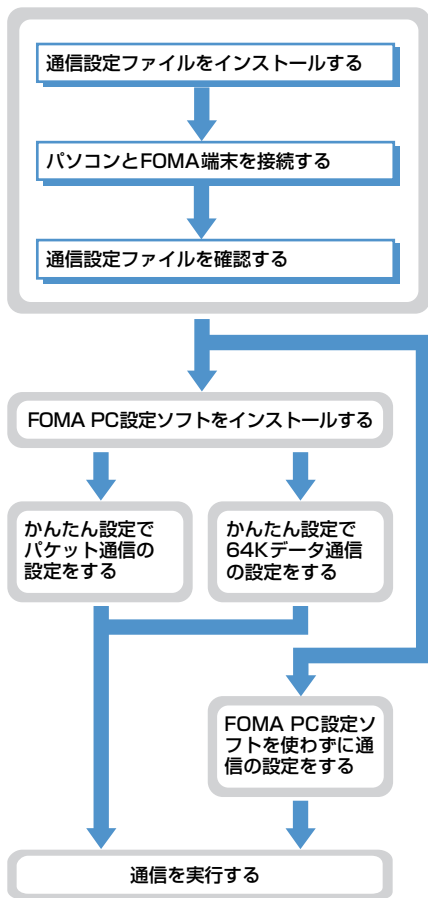 通信設定ファイルをインストールする
パソコンとFOMA端末を接続する
通信設定ファイルを確認する
FOMA PC設定ソフトをインストールする
かんたん設定で
パケット通信の
設定をする
かんたん設定で
64Kデータ通信
の設定をする
FOMA PC設定ソ
フトを使わずに通
信の設定をする
通信を実行する